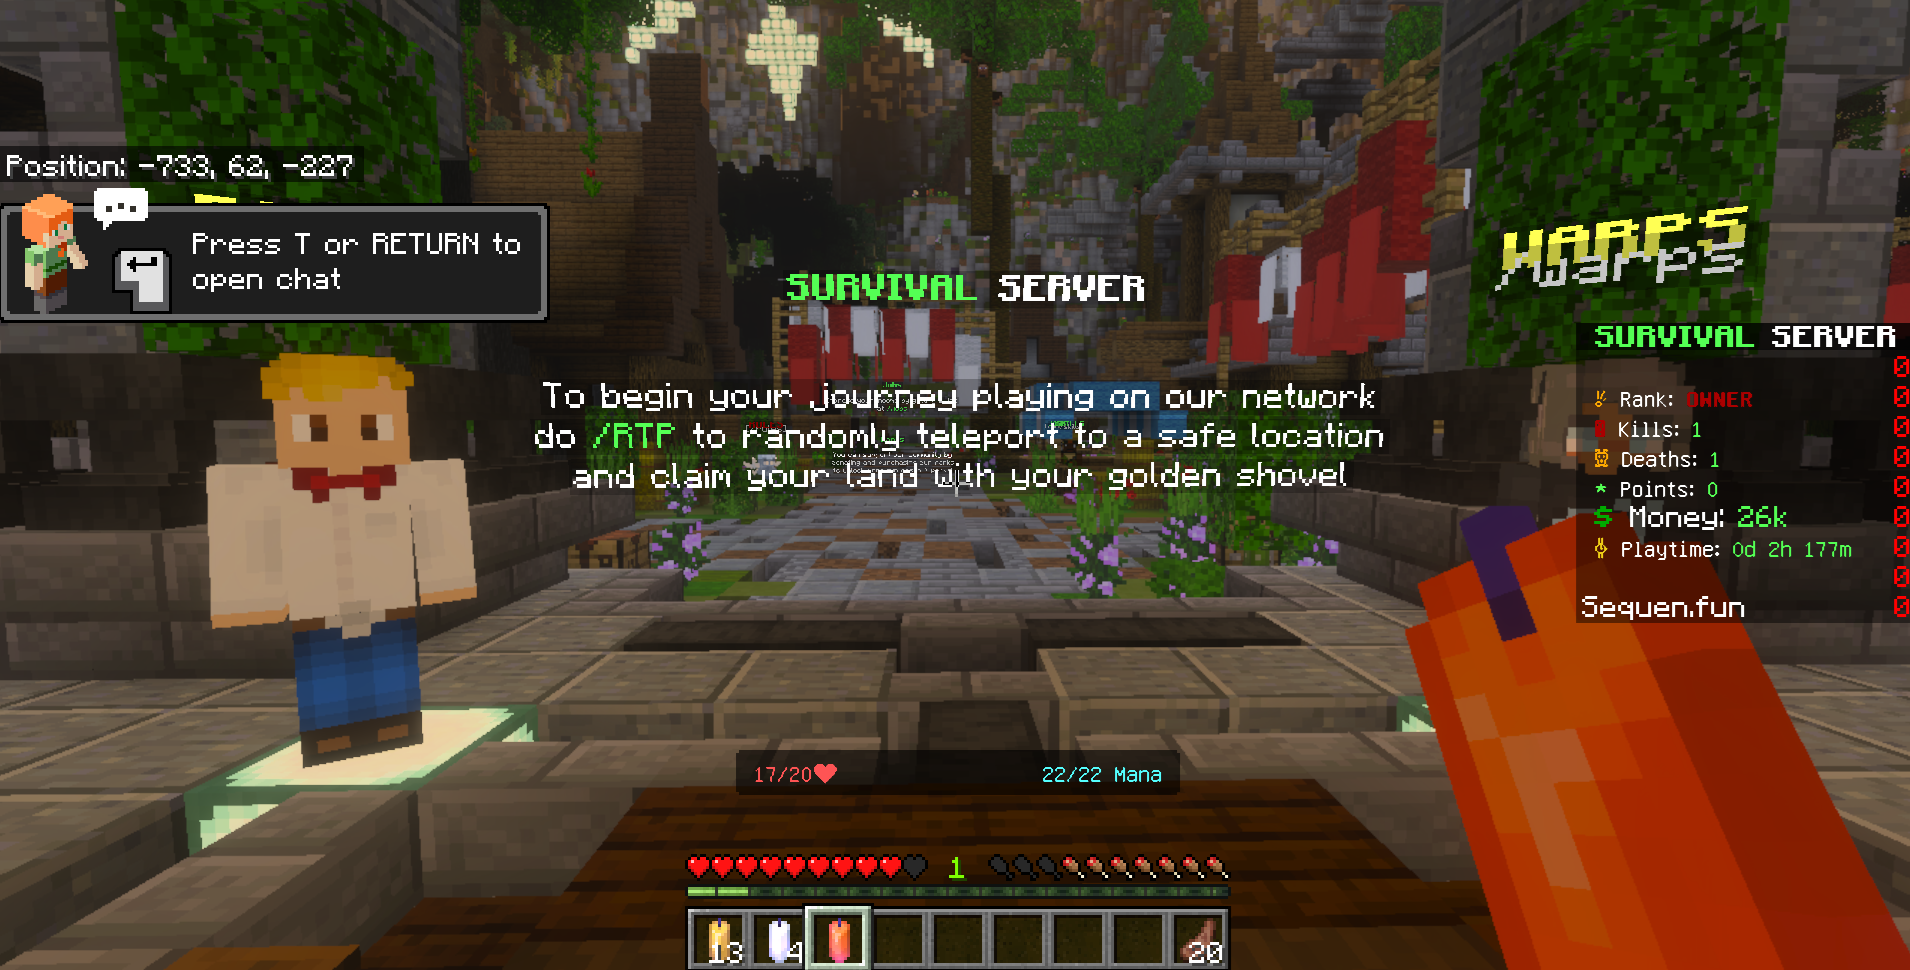 Position: -733, 62, -227
Press T or RETURN to
open chat
WARPS
/warps
SURVIVAL SERVER
To begin your journey playing on our network
do /RTP to randomly teleport to a safe location
and claim your land with your golden shovel
SURVIVAL SERVER
0
Rank: OWNER 0
Kills: 1 0
Deaths: 1 0
Points: 0 0
Money: 26k 0
Playtime: 0d 2h 177m 0
0
Sequen.fun 0
17/20 22/22 Mana
1
13 4 20